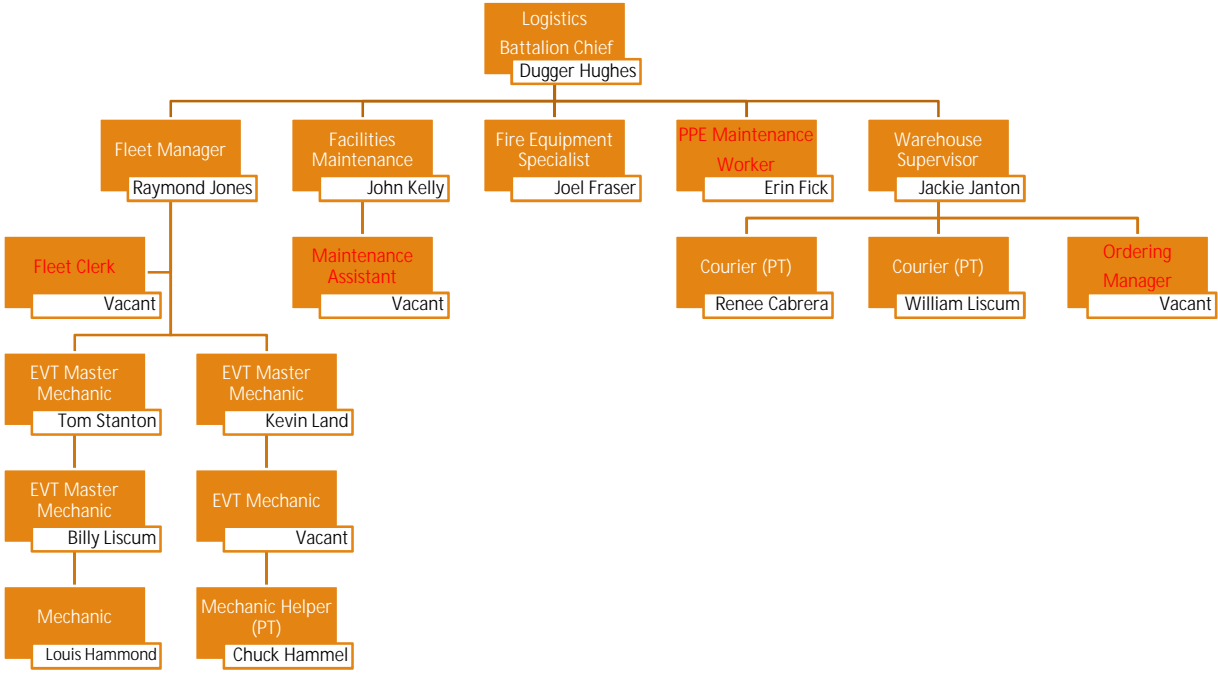 Logistics
Battalion Chief
Dugger Hughes
Fleet Manager
Raymond Jones
Facilities
Maintenance
John Kelly
Fire Equipment
Specialist
Joel Fraser
PPE Maintenance
Worker
Erin Fick
Warehouse
Supervisor
Jackie Janton
Fleet Clerk
Vacant
Maintenance
Assistant
Vacant
Courier (PT)
Renee Cabrera
Courier (PT)
William Liscum
Ordering
Manager
Vacant
EVT Master
Mechanic
Tom Stanton
EVT Master
Mechanic
Kevin Land
EVT Master
Mechanic
Billy Liscum
EVT Mechanic
Vacant
Mechanic
Louis Hammond
Mechanic Helper
(PT)
Chuck Hammel